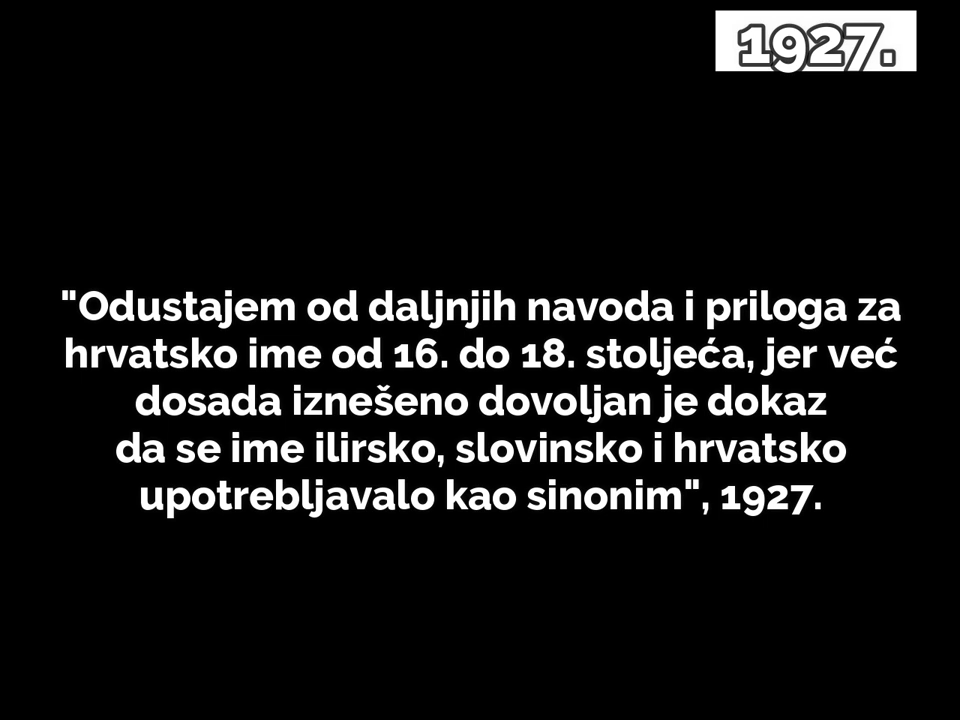 1927.
"Odustajem od daljnjih navoda i priloga za
hrvatsko ime od 16. do 18. stoljeća, jer već
dosada iznešeno dovoljan je dokaz
da se ime ilirsko, slovinsko i hrvatsko
upotrebljavalo kao sinonim", 1927.